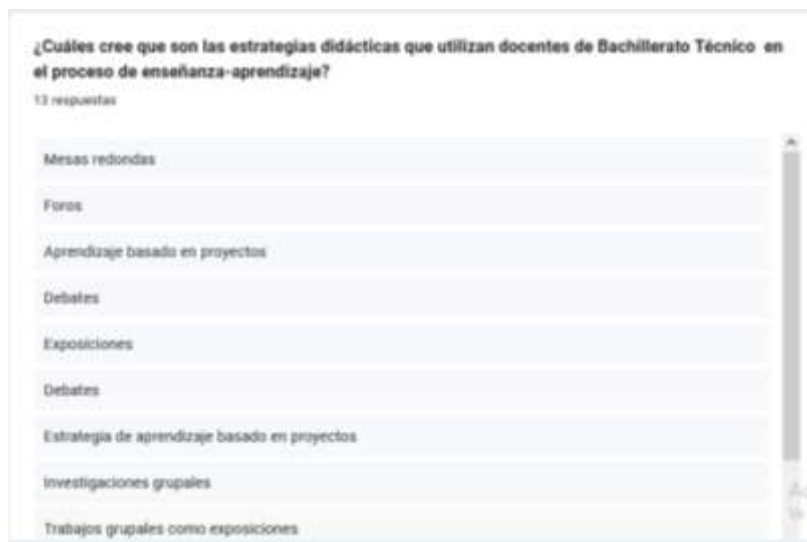 ¿Cuáles cree que son las estrategias didácticas que utilizan docentes de Bachillerato Técnico en
el proceso de enseñanza-aprendizaje?
13 respuestas
Mesas redondas
Foros
Aprendizaje basado en proyectos
Debates
Exposiciones
Debates
Estrategia de aprendizaje basado en proyectos
Investigaciones grupales
Trabajos grupales como exposiciones